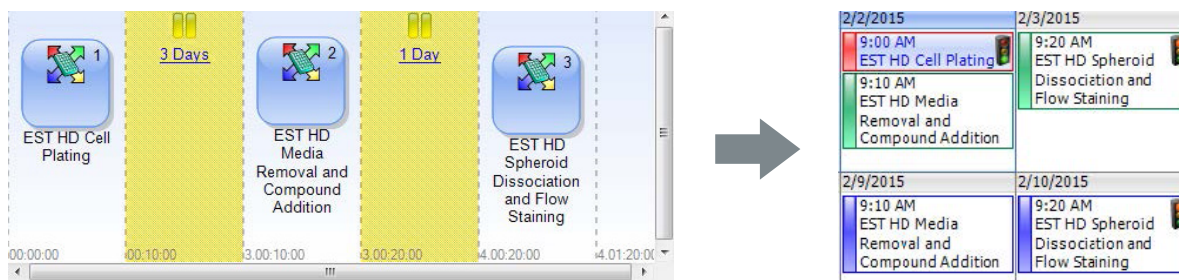 1
3 Days
2
1 Day
3
EST HD Cell
Plating
EST HD
Media
Removal and
Compound
Addition
EST HD
Spheroid
Dissociation
and Flow
Staining
00:00:00
00:10:00
3.00:10:00
3.00:20:00
4.00:20:00
4.01:20:00
2/2/2015
9:00 AM
EST HD Cell Plating
9:10 AM
EST HD Media
Removal and
Compound Addition
2/3/2015
9:20 AM
EST HD Spheroid
Dissociation and
Flow Staining
2/9/2015
9:10 AM
EST HD Media
Removal and
Compound Addition
2/10/2015
9:20 AM
EST HD Spheroid
Dissociation and
Flow Staining